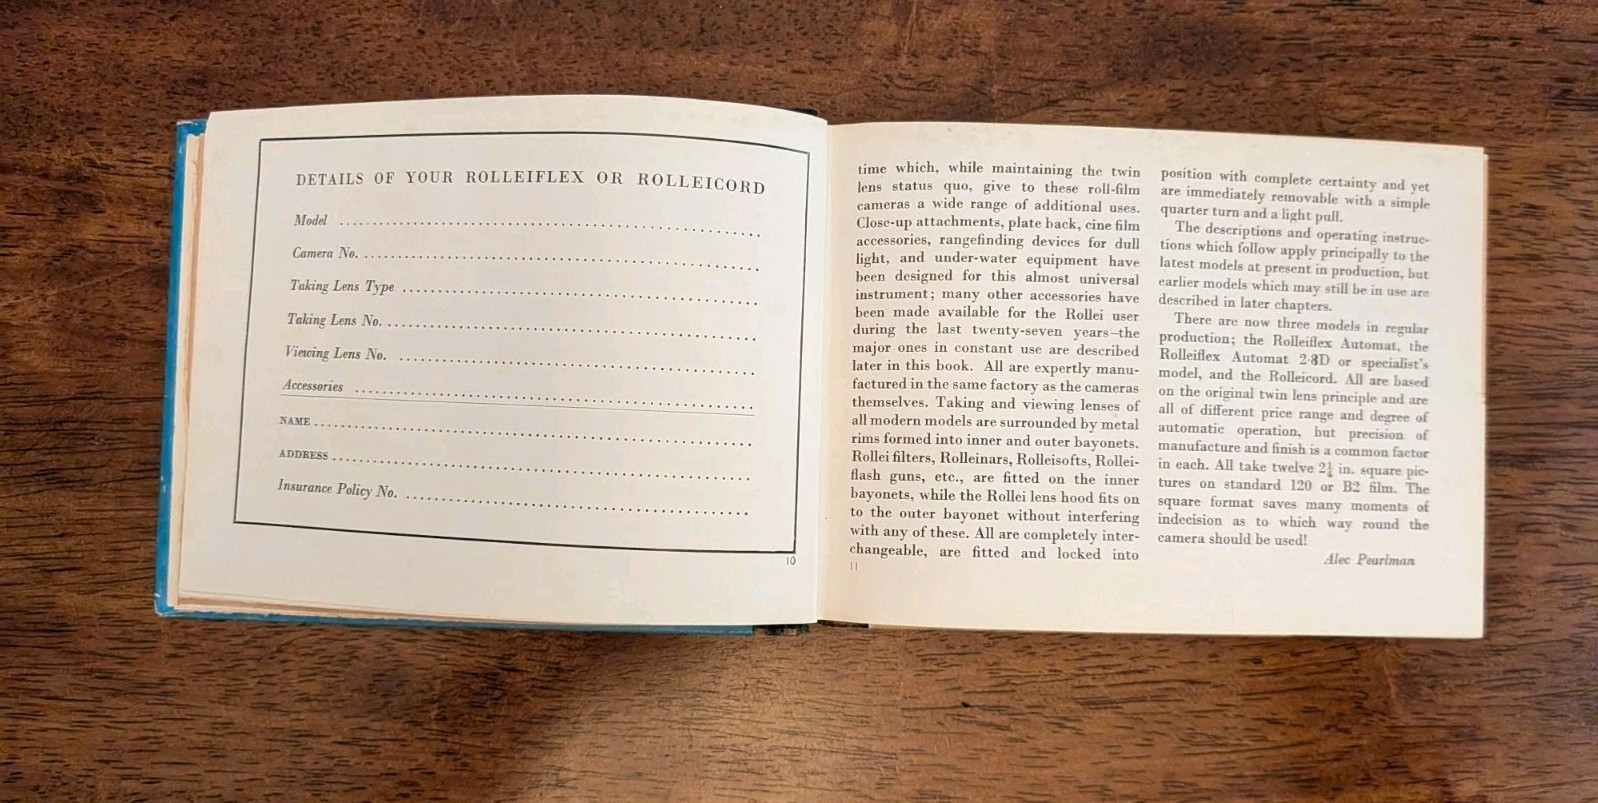 DETAILS OF YOUR ROLLEIFLEX OR ROLLEICORD
Model
Camera No.
Taking Lens Type
Taking Lens No.
Viewing Lens No.
Accessories
NAME
ADDRESS
Insurance Policy No.
10
time which, while maintaining the twin
lens status quo, give to these roll-film
cameras a wide range of additional uses.
Close-up attachments, plate back, cine film
accessories, rangefinding devices for dull
light, and under-water equipment have
been designed for this almost universal
instrument; many other accessories have
been made available for the Rollei user
during the last twenty-seven years–the
major ones in constant use are described
later in this book. All are expertly manu-
factured in the same factory as the cameras
themselves. Taking and viewing lenses of
all modern models are surrounded by metal
rims formed into inner and outer bayonets.
Rollei filters, Rolleinars, Rolleisofts, Rollei-
flash guns, etc., are fitted on the inner
bayonets, while the Rollei lens hood fits on
to the outer bayonet without interfering
with any of these. All are completely inter-
changeable, are fitted and locked into
11
position with complete certainty and yet
are immediately removable with a simple
quarter turn and a light pull.
The descriptions and operating instruc-
tions which follow apply principally to the
latest models at present in production, but
earlier models which may still be in use are
described in later chapters.
There are now three models in regular
production; the Rolleiflex Automat, the
Rolleiflex Automat 2·8D or specialist's
model, and the Rolleicord. All are based
on the original twin lens principle and are
all of different price range and degree of
automatic operation, but precision of
manufacture and finish is a common factor
in each. All take twelve 2¼ in. square pic-
tures on standard 120 or B2 film. The
square format saves many moments of
indecision as to which way round the
camera should be used!
Alec Pearlman